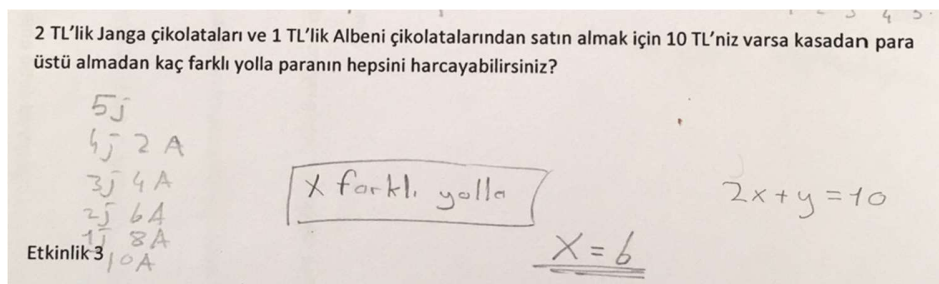 2 TL'lik Janga çikolataları ve 1 TL'lik Albeni çikolatalarından satın almak için 10 TL'niz varsa kasadan para
üstü almadan kaç farklı yolla paranın hepsini harcayabilirsiniz?
5j
4j 2 A
3j 4 A
2j 6A
1j 8A
Etkinlik 3
10A
X farklı yolla
X = 6
2x+y=10